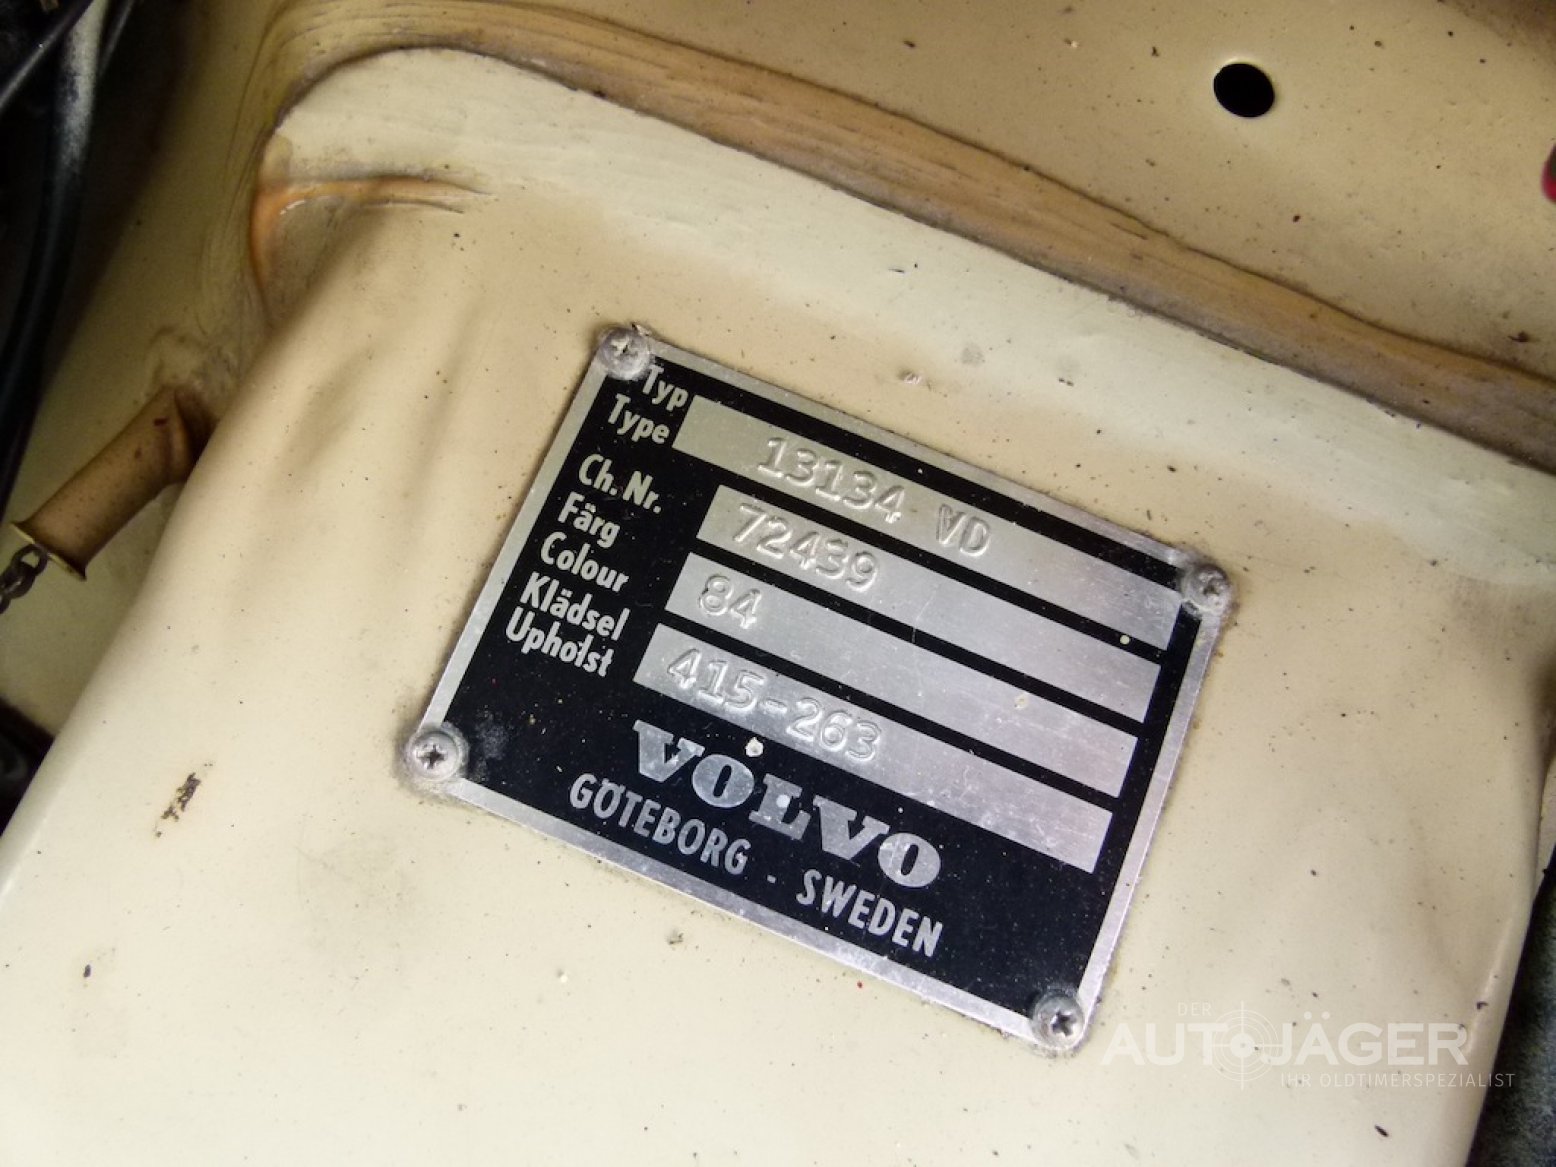 Typ
Type 13134 VD
Ch. Nr. 72439
Färg
Colour 84
Klädsel
Upholst 415-263
VOLVO
GÖTEBORG - SWEDEN
DER
AUTOJÄGER
IHR OLDTIMERSPEZIALIST